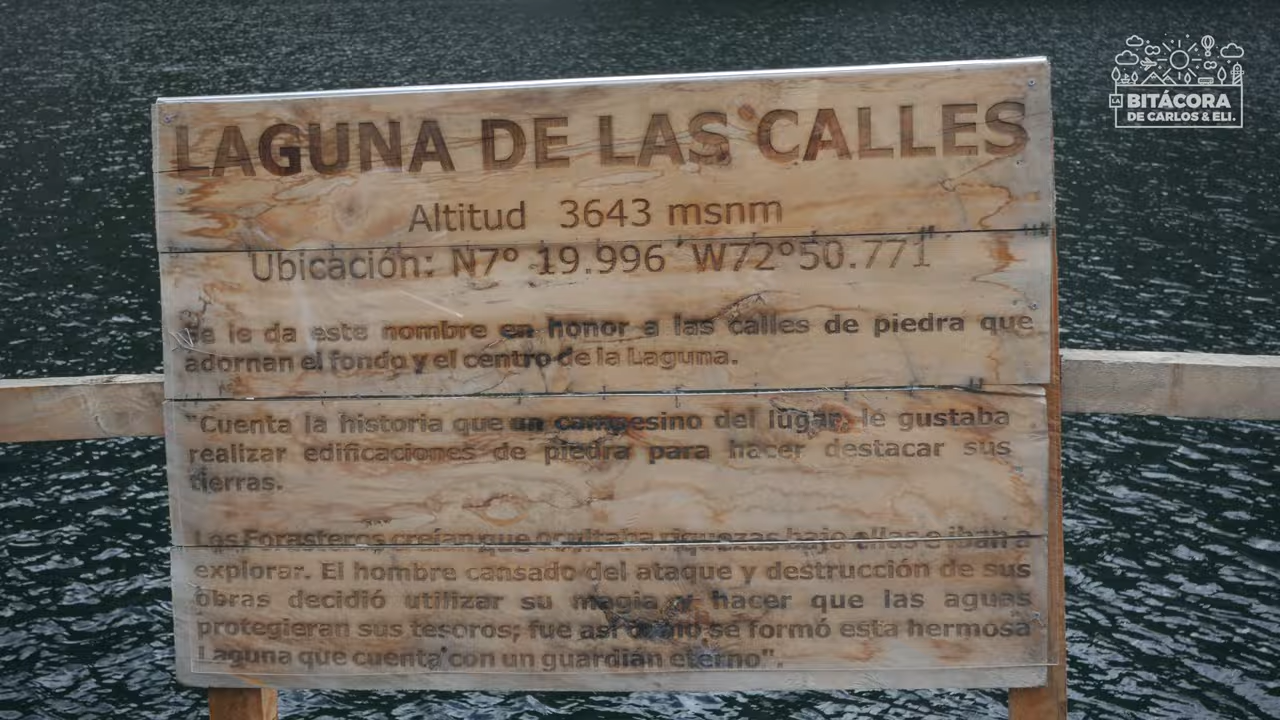 LA BITÁCORA
DE CARLOS & ELI.
LAGUNA DE LAS CALLES
Altitud 3643 msnm
Ubicación: N7° 19.996' W72°50.771"
Se le da este nombre en honor a las calles de piedra que
adornan el fondo y el centro de la Laguna.
"Cuenta la historia que un campesino del lugar, le gustaba
realizar edificaciones de piedra para hacer destacar sus
tierras.
Los Forasteros creían que ocultaba riquezas bajo ellas e iban a
explorar. El hombre cansado del ataque y destrucción de sus
obras decidió utilizar su magia y hacer que las aguas
protegieran sus tesoros; fue así como se formó esta hermosa
Laguna que cuenta con un guardián eterno".